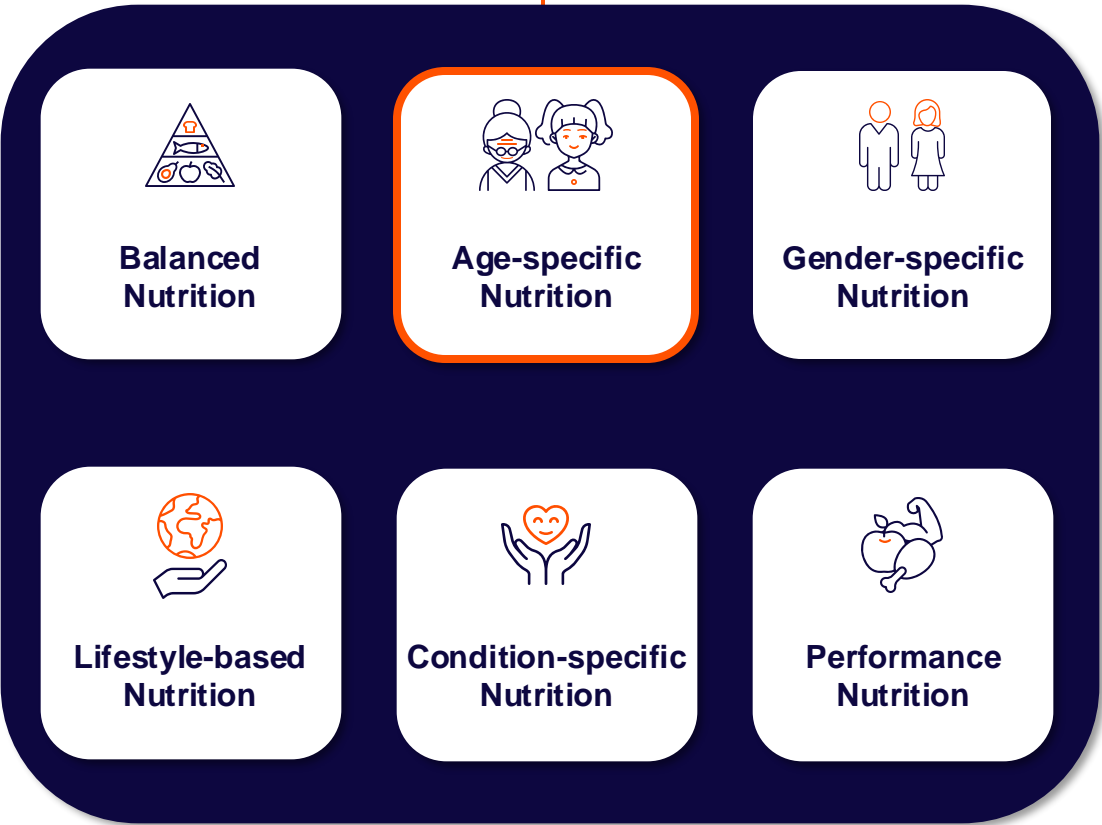 Balanced
Nutrition
Age-specific
Nutrition
Gender-specific
Nutrition
Lifestyle-based
Nutrition
Condition-specific
Nutrition
Performance
Nutrition